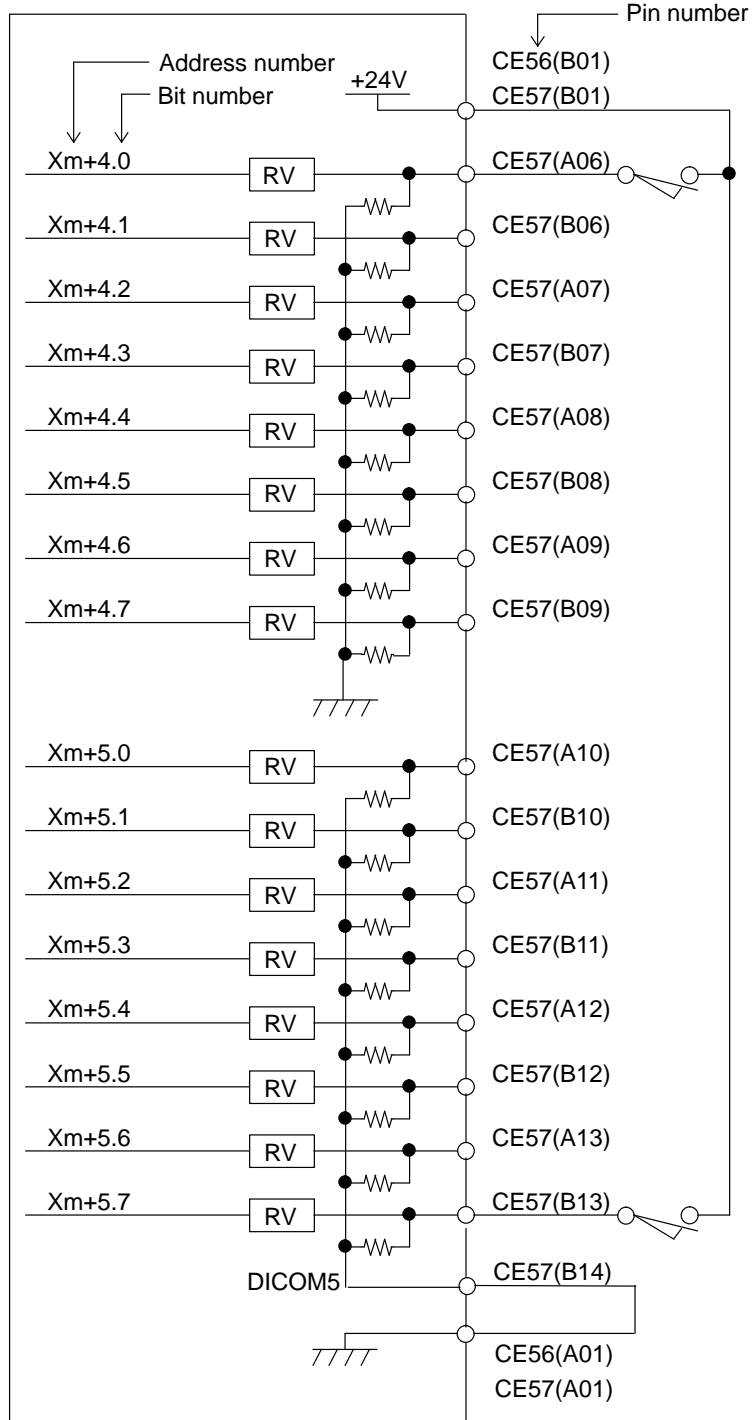 Pin number
CE56(B01)
Address number
+24V
CE57(B01)
Bit number
Xm+4.0
RV
CE57(A06)
Xm+4.1
RV
CE57(B06)
Xm+4.2
RV
CE57(A07)
Xm+4.3
RV
CE57(B07)
Xm+4.4
RV
CE57(A08)
Xm+4.5
RV
CE57(B08)
Xm+4.6
RV
CE57(A09)
Xm+4.7
RV
CE57(B09)
Xm+5.0
RV
CE57(A10)
Xm+5.1
RV
CE57(B10)
Xm+5.2
RV
CE57(A11)
Xm+5.3
RV
CE57(B11)
Xm+5.4
RV
CE57(A12)
Xm+5.5
RV
CE57(B12)
Xm+5.6
RV
CE57(A13)
Xm+5.7
RV
CE57(B13)
DICOM5
CE57(B14)
CE56(A01)
CE57(A01)